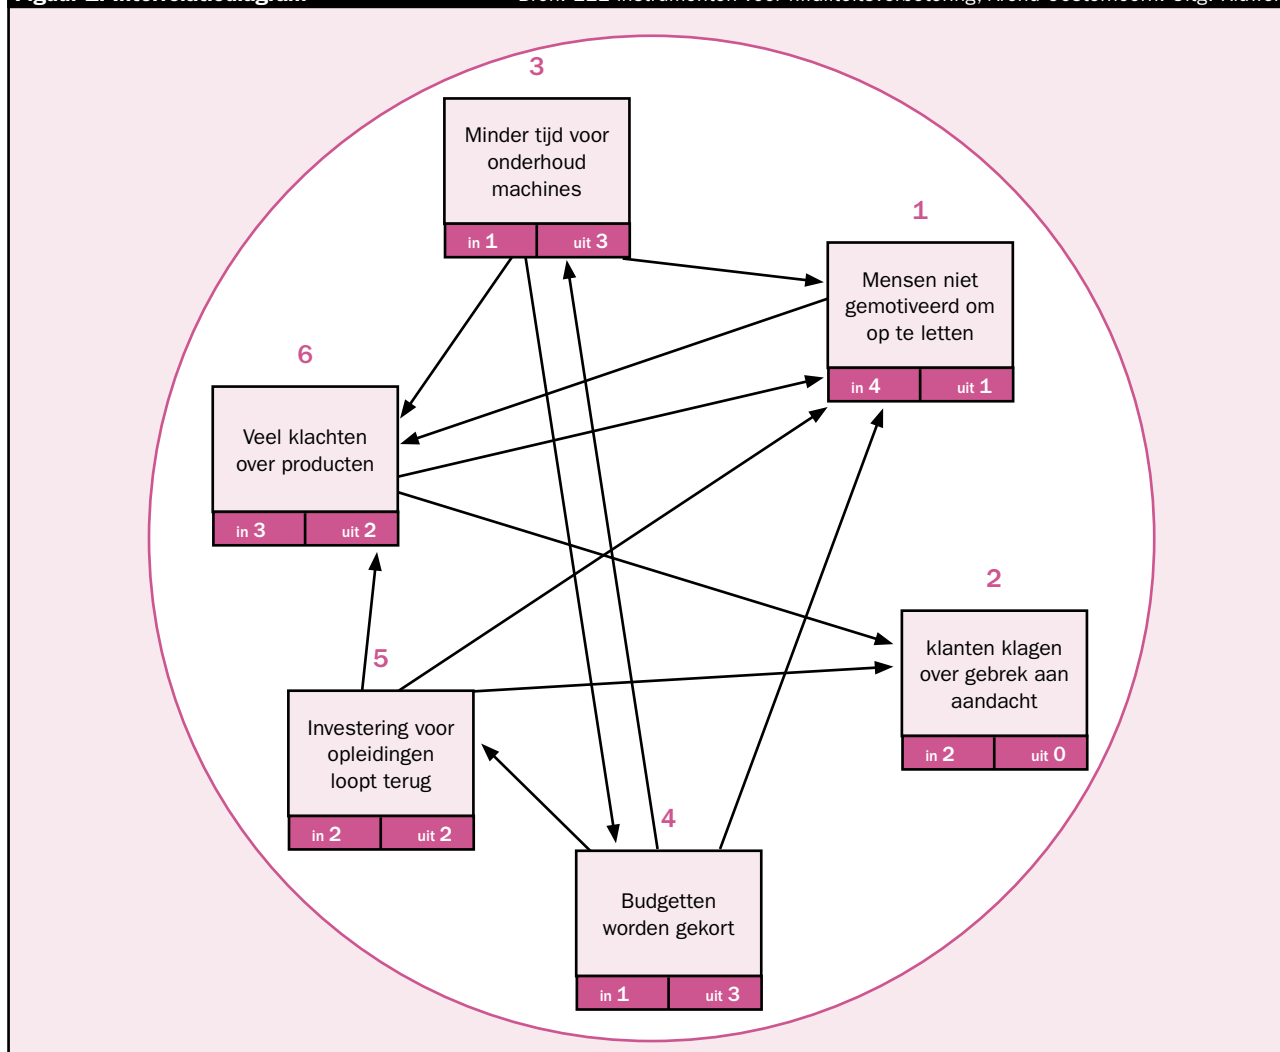 3
Minder tijd voor
onderhoud
machines
in 1 uit 3
1
Mensen niet
gemotiveerd om
op te letten
in 4 uit 1
6
Veel klachten
over producten
in 3 uit 2
2
klanten klagen
over gebrek aan
aandacht
in 2 uit 0
5
Investering voor
opleidingen
loopt terug
in 2 uit 2
4
Budgetten
worden gekort
in 1 uit 3